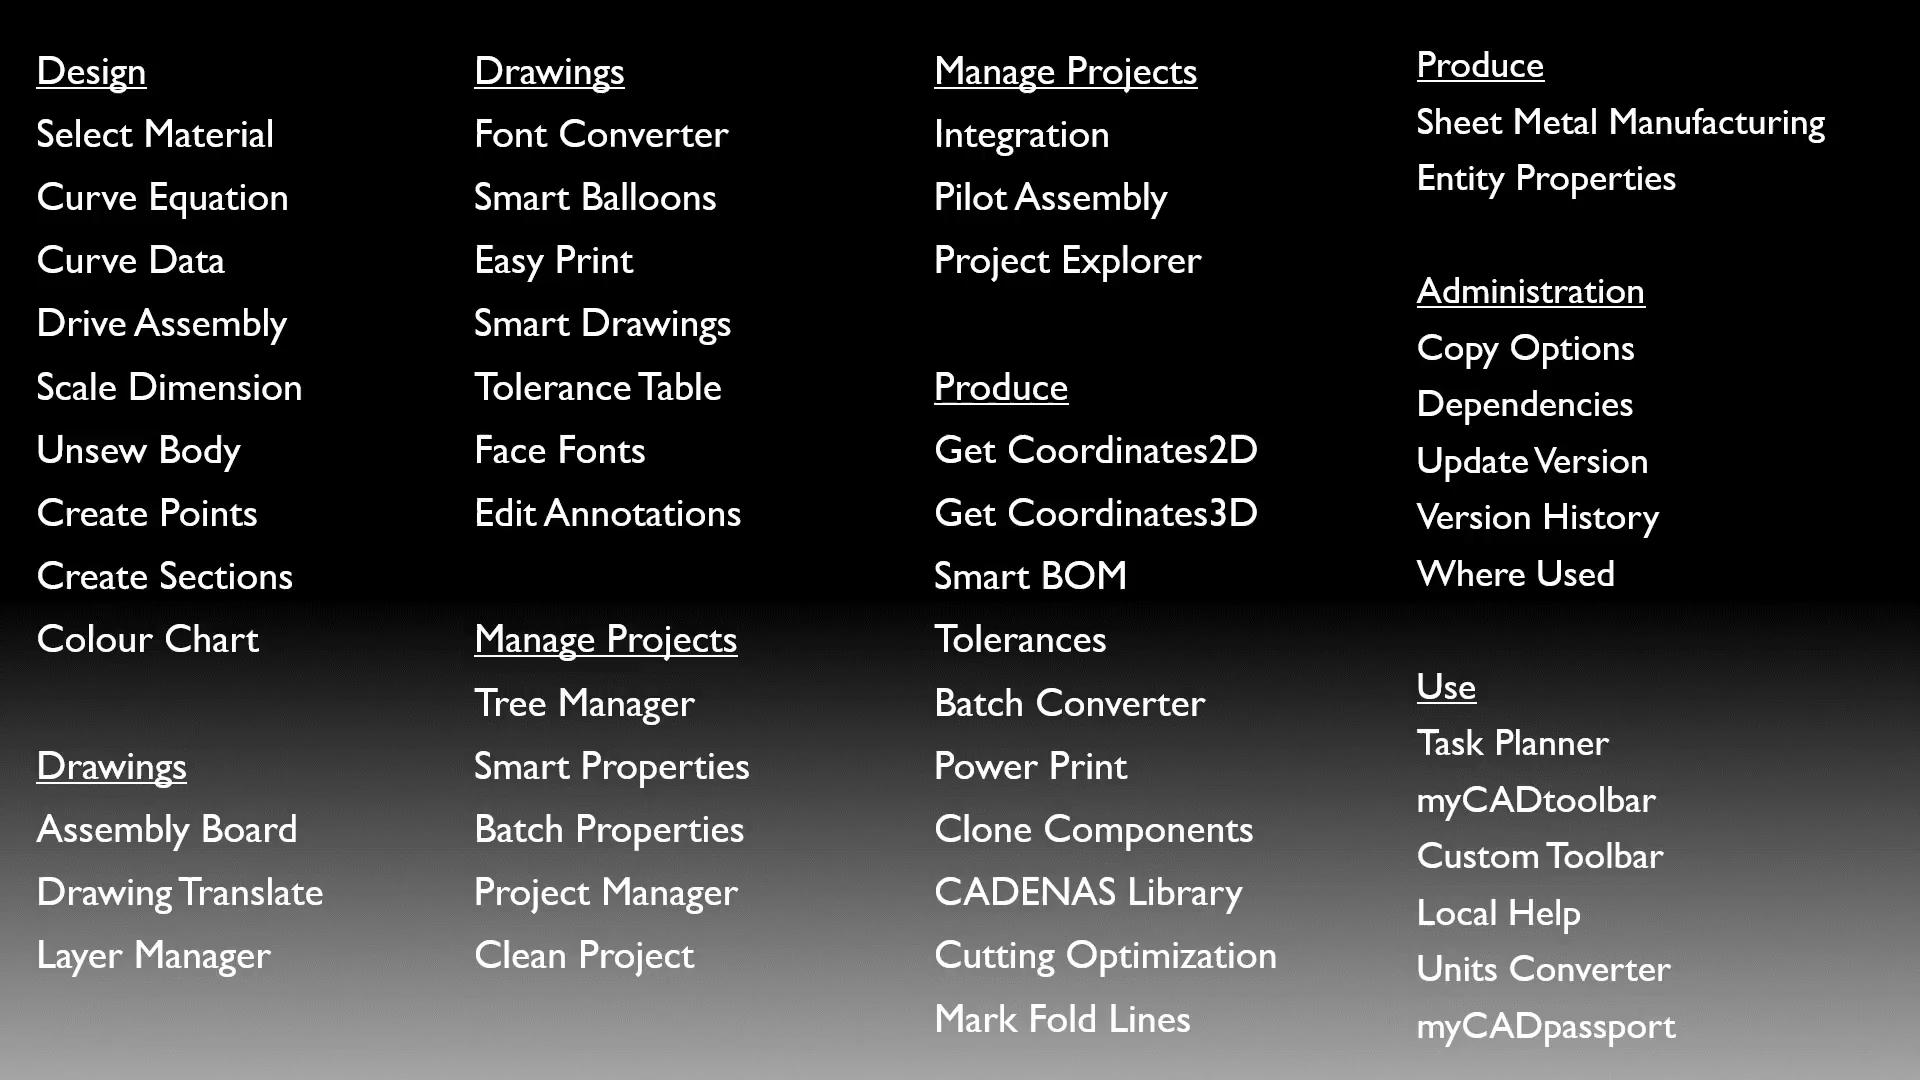 Design
Select Material
Curve Equation
Curve Data
Drive Assembly
Scale Dimension
Unsew Body
Create Points
Create Sections
Colour Chart
Drawings
Assembly Board
Drawing Translate
Layer Manager
Drawings
Font Converter
Smart Balloons
Easy Print
Smart Drawings
Tolerance Table
Face Fonts
Edit Annotations
Manage Projects
Tree Manager
Smart Properties
Batch Properties
Project Manager
Clean Project
Manage Projects
Integration
Pilot Assembly
Project Explorer
Produce
Get Coordinates2D
Get Coordinates3D
Smart BOM
Tolerances
Batch Converter
Power Print
Clone Components
CADENAS Library
Cutting Optimization
Mark Fold Lines
Produce
Sheet Metal Manufacturing
Entity Properties
Administration
Copy Options
Dependencies
Update Version
Version History
Where Used
Use
Task Planner
myCADtoolbar
Custom Toolbar
Local Help
Units Converter
myCADpassport